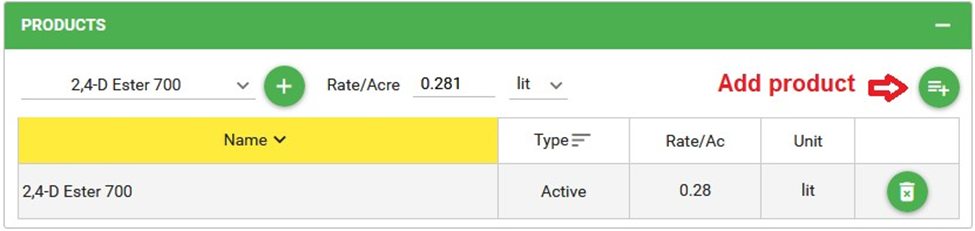 PRODUCTS
2,4-D Ester 700 Rate/Acre 0.281 lit Add product
Name Type Rate/Ac Unit
2,4-D Ester 700 Active 0.28 lit